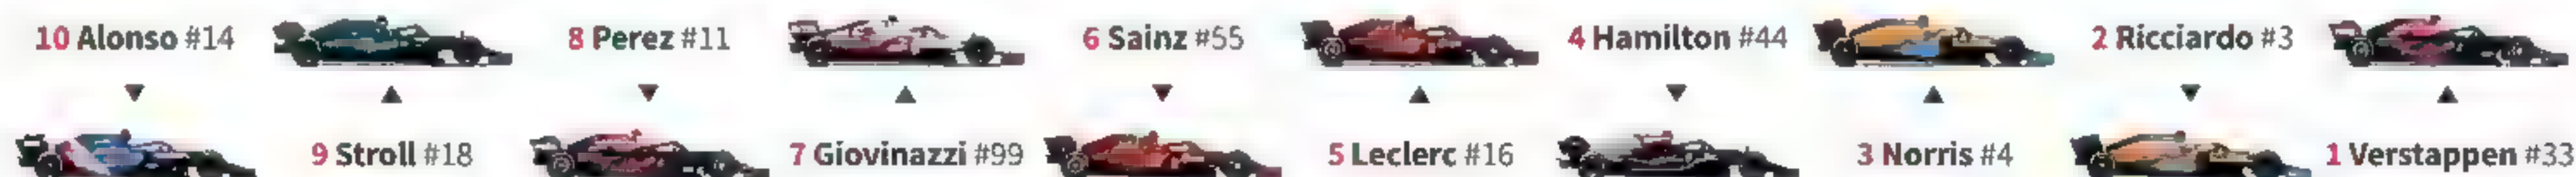 10 Alonso #14 8 Perez #11 6 Sainz #55 4 Hamilton #44 2 Ricciardo #3
9 Stroll #18 7 Giovinazzi #99 5 Leclerc #16 3 Norris #4 1 Verstappen #33